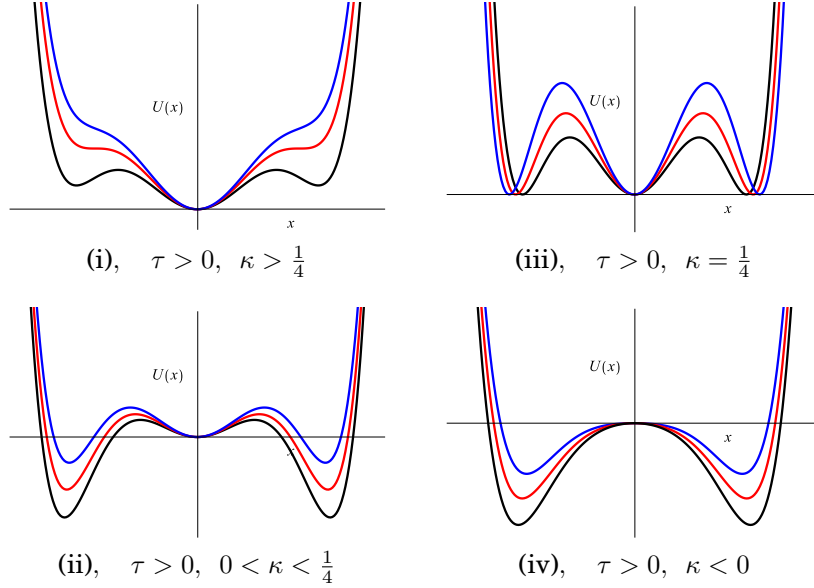 U(x)
x
(i), τ > 0, κ > 1/4
U(x)
x
(iii), τ > 0, κ = 1/4
U(x)
x
(ii), τ > 0, 0 < κ < 1/4
U(x)
x
(iv), τ > 0, κ < 0